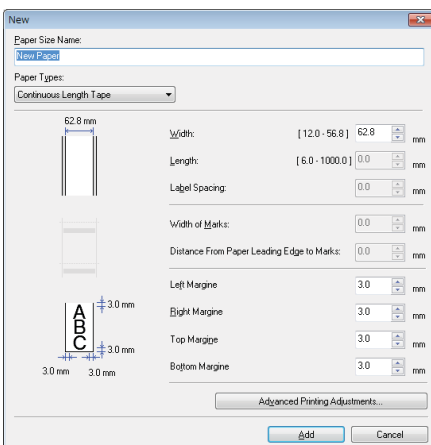 New
Paper Size Name:
New Paper
Paper Types:
Continuous Length Tape
62.8 mm
Width: [ 12.0 - 56.8 ] 62.8 mm
Length: [ 6.0 - 1000.0 ] 0.0 mm
Label Spacing: 0.0 mm
Width of Marks: 0.0 mm
Distance From Paper Leading Edge to Marks: 0.0 mm
Left Margin 3.0 mm
Right Margin 3.0 mm
Top Margine 3.0 mm
Bottom Margine 3.0 mm
A
B
C
3.0 mm
3.0 mm
3.0 mm 3.0 mm
Advanced Printing Adjustments...
Add Cancel